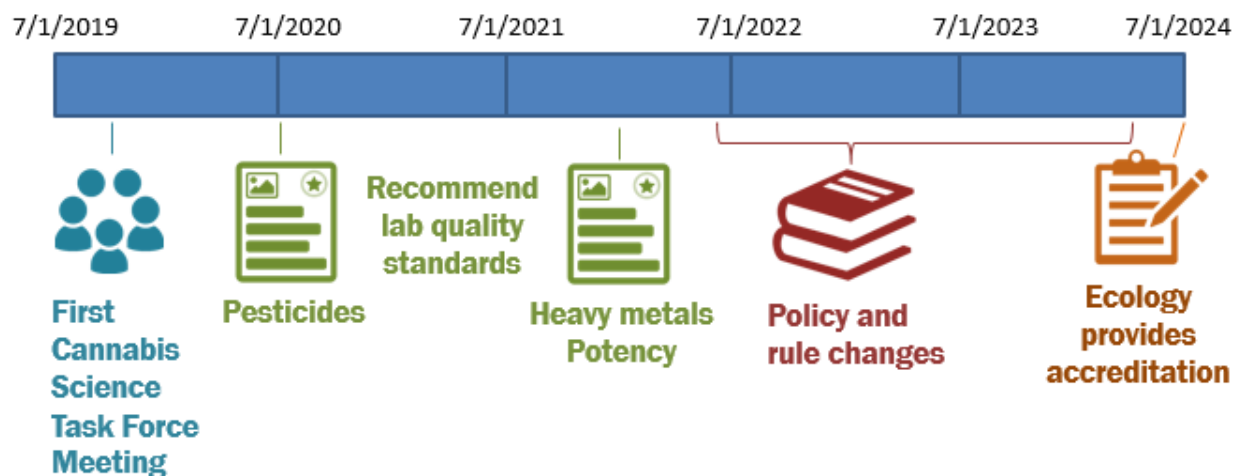 7/1/2019
7/1/2020
7/1/2021
7/1/2022
7/1/2023
7/1/2024
First
Cannabis
Science
Task Force
Meeting
Pesticides
Recommend
lab quality
standards
Heavy metals
Potency
Policy and
rule changes
Ecology
provides
accreditation